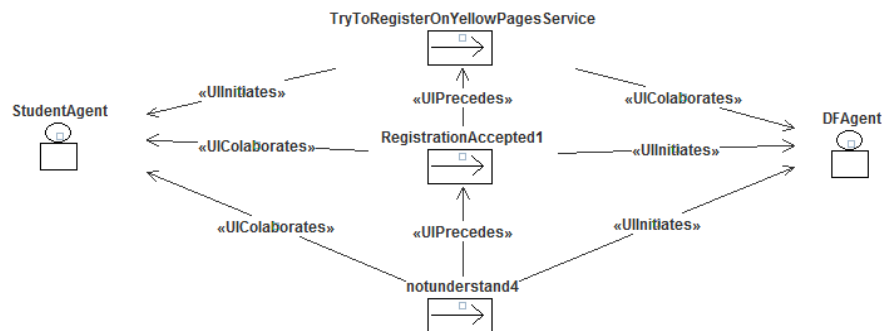 TryToRegisterOnYellowPagesService
«UIInitiates»
«UIPrecedes»
«UIColaborates»
StudentAgent
DFAgent
RegistrationAccepted1
«UIColaborates»
«UIInitiates»
«UIColaborates»
«UIPrecedes»
«UIInitiates»
notunderstand4